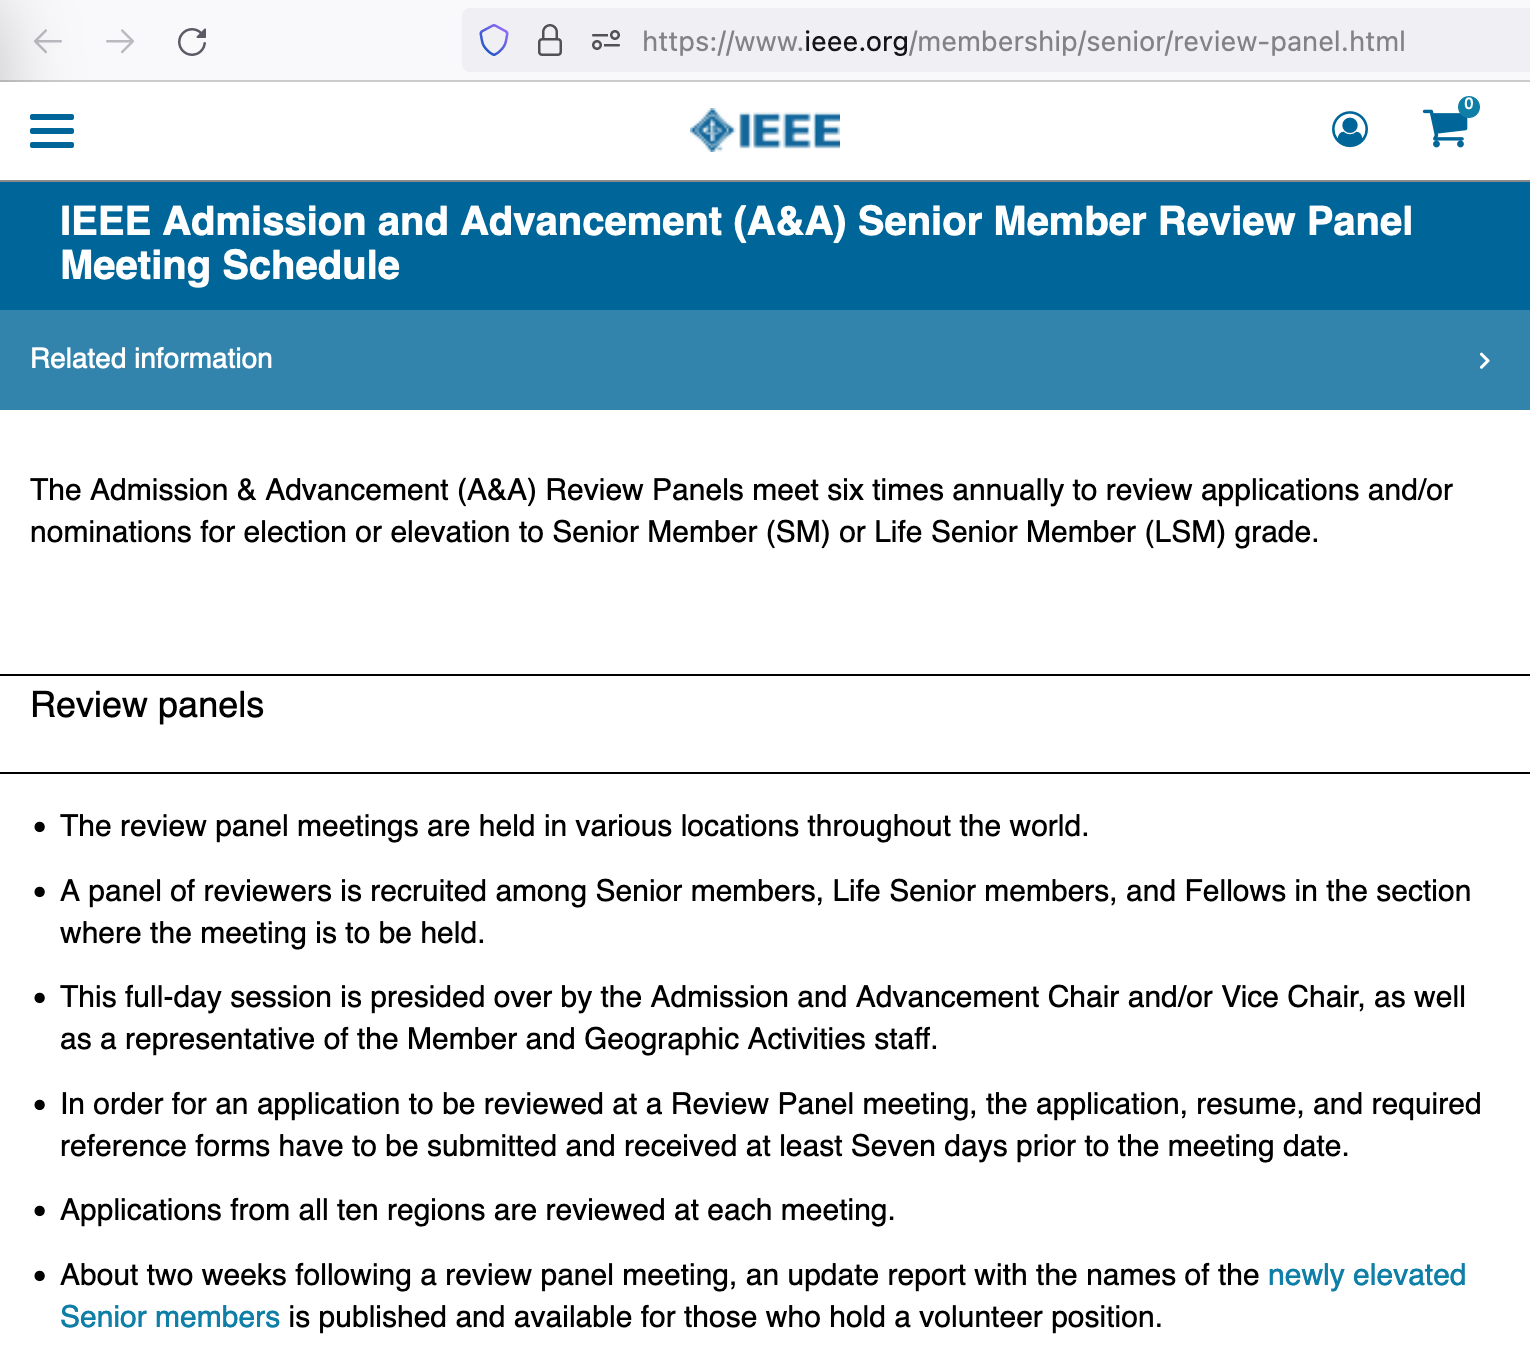 https://www.ieee.org/membership/senior/review-panel.html
IEEE
0
IEEE Admission and Advancement (A&A) Senior Member Review Panel
Meeting Schedule
Related information
The Admission & Advancement (A&A) Review Panels meet six times annually to review applications and/or
nominations for election or elevation to Senior Member (SM) or Life Senior Member (LSM) grade.
Review panels
• The review panel meetings are held in various locations throughout the world.
• A panel of reviewers is recruited among Senior members, Life Senior members, and Fellows in the section
where the meeting is to be held.
• This full-day session is presided over by the Admission and Advancement Chair and/or Vice Chair, as well
as a representative of the Member and Geographic Activities staff.
• In order for an application to be reviewed at a Review Panel meeting, the application, resume, and required
reference forms have to be submitted and received at least Seven days prior to the meeting date.
• Applications from all ten regions are reviewed at each meeting.
• About two weeks following a review panel meeting, an update report with the names of the newly elevated
Senior members is published and available for those who hold a volunteer position.